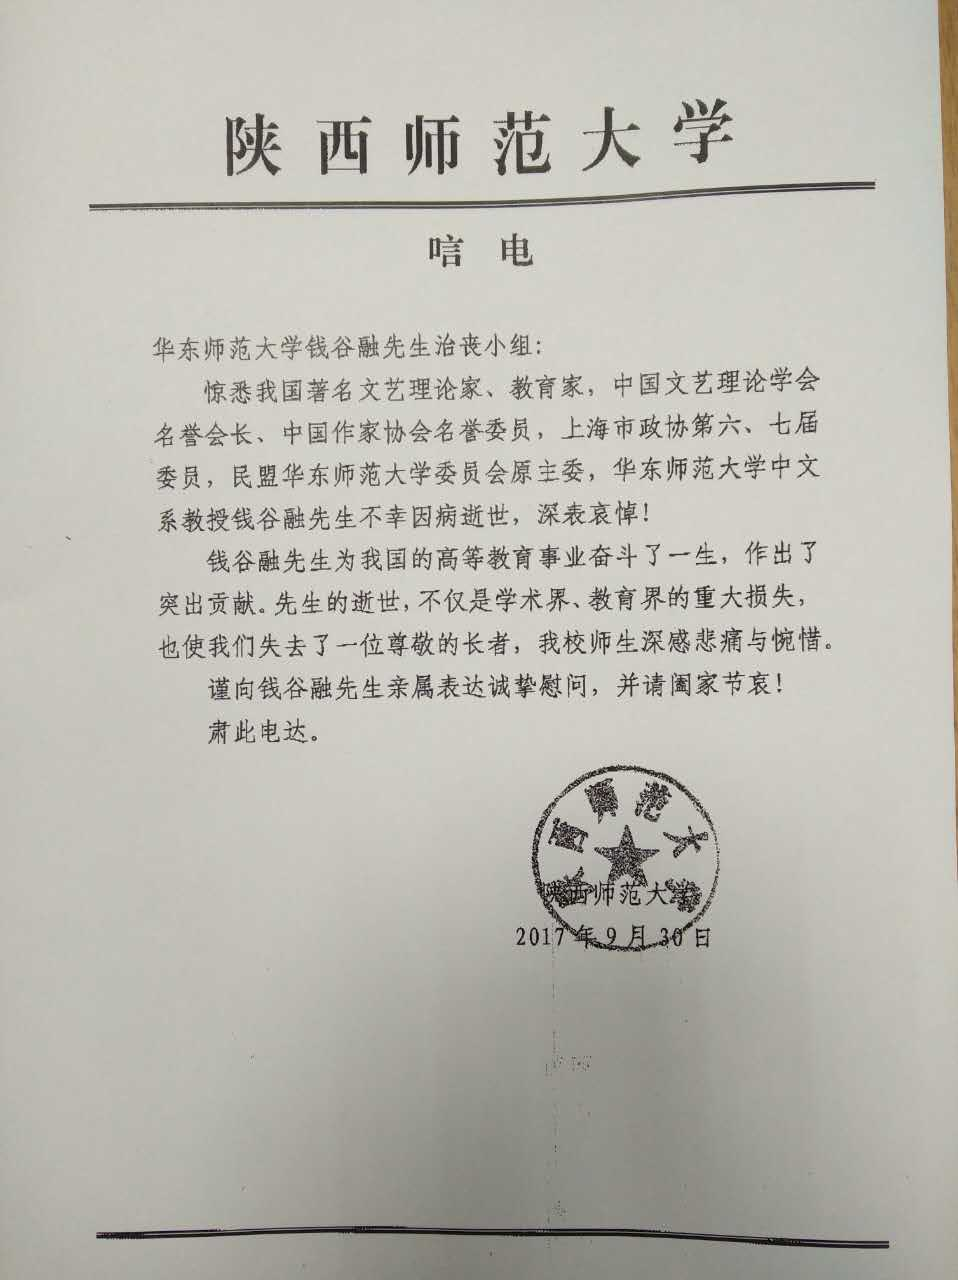 陕西师范大学
唁电
华东师范大学钱谷融先生治丧小组：
惊悉我国著名文艺理论家、教育家，中国文艺理论学会
名誉会长、中国作家协会名誉委员，上海市政协第六、七届
委员，民盟华东师范大学委员会原主委，华东师范大学中文
系教授钱谷融先生不幸因病逝世，深表哀悼！
钱谷融先生为我国的高等教育事业奋斗了一生，作出了
突出贡献。先生的逝世，不仅是学术界、教育界的重大损失，
也使我们失去了一位尊敬的长者，我校师生深感悲痛与惋惜。
谨向钱谷融先生亲属表达诚挚慰问，并请阖家节哀！
肃此电达。
陕西师范大学
陕西师范大学
2017年9月30日